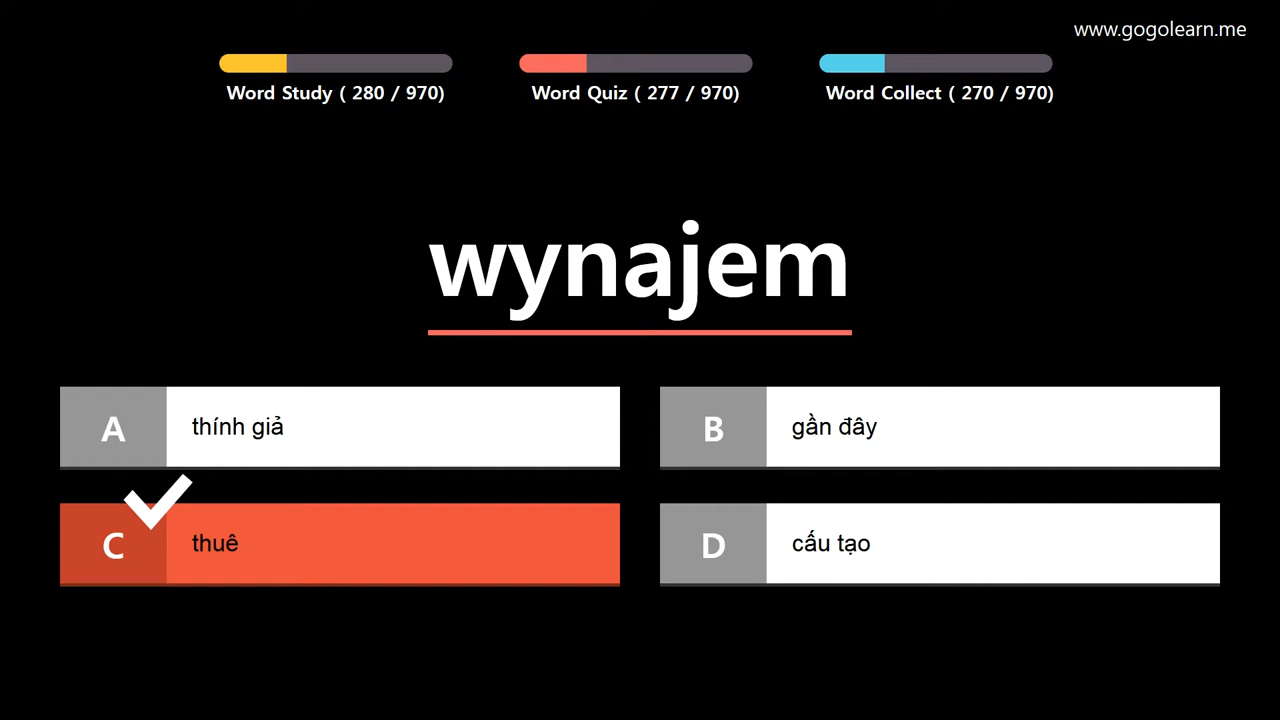 www.gogolearn.me
Word Study ( 280 / 970)
Word Quiz ( 277 / 970)
Word Collect ( 270 / 970)
wynajem
A thính giả
B gần đây
C thuê
D cấu tạo